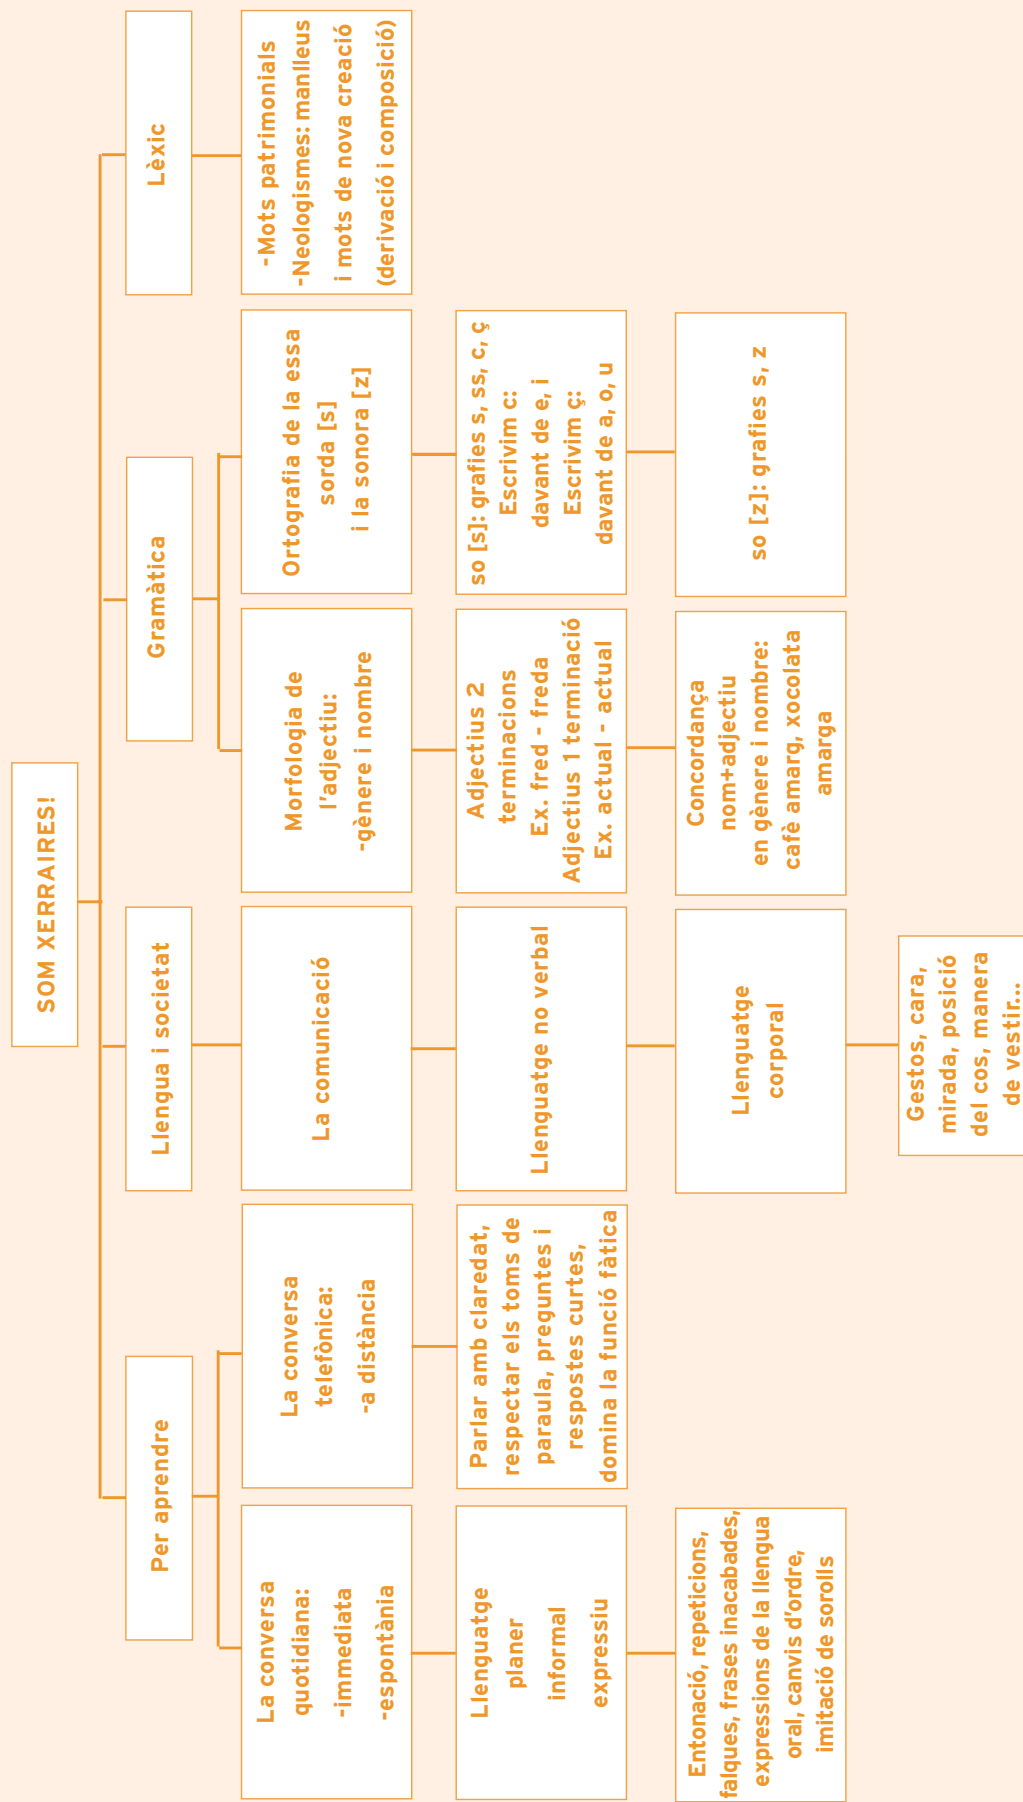 SOM XERRAIRES!
Per aprendre
Llengua i societat
Gramàtica
Lèxic
La conversa
quotidiana:
-immediata
-espontània
La conversa
telefònica:
-a distància
La comunicació
Morfologia de
l'adjectiu:
-gènere i nombre
Ortografia de la essa
sorda [s]
i la sonora [z]
-Mots patrimonials
-Neologismes: manlleus
i mots de nova creació
(derivació i composició)
Llenguatge
planer
informal
expressiu
Parlar amb claredat,
respectar els toms de
paraula, preguntes i
respostes curtes,
domina la funció fàtica
Llenguatge no verbal
Adjectius 2
terminacions
Ex. fred - freda
Adjectius 1 terminació
Ex. actual - actual
so [s]: grafies s, ss, c, ç
Escrivim c:
davant de e, i
Escrivim ç:
davant de a, o, u
Entonació, repeticions,
falques, frases inacabades,
expressions de la llengua
oral, canvis d'ordre,
imitació de sorolls
Llenguatge
corporal
Concordança
nom+adjectiu
en gènere i nombre:
cafè amarg, xocolata
amarga
so [z]: grafies s, z
Gestos, cara,
mirada, posició
del cos, manera
de vestir...